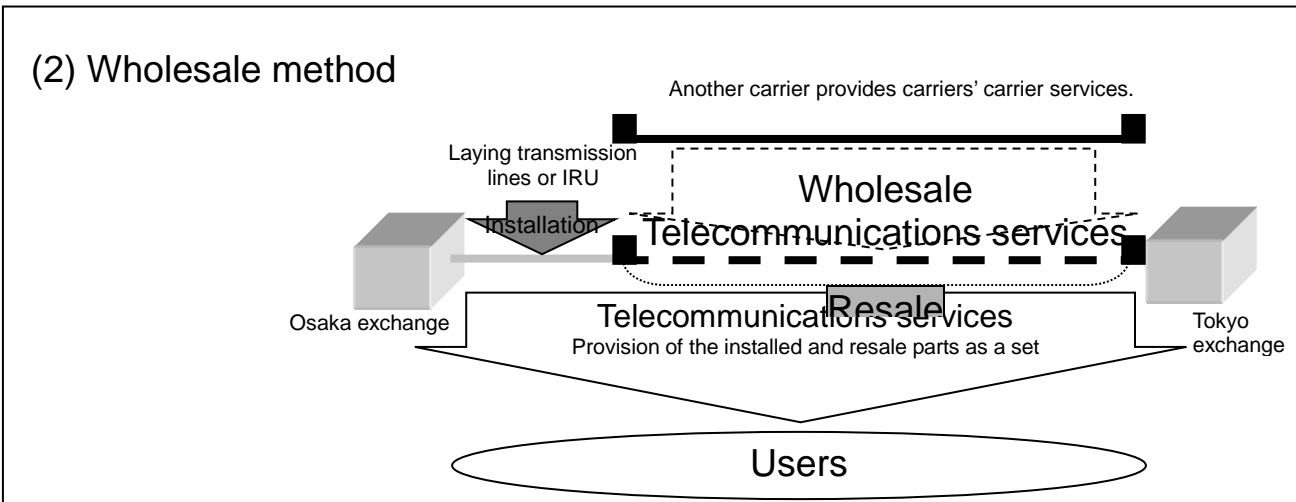 (2) Wholesale method
Another carrier provides carriers' carrier services.
Laying transmission
lines or IRU
Installation
Wholesale
Telecommunications services
Resale
Telecommunications services
Provision of the installed and resale parts as a set
Osaka exchange
Tokyo
exchange
Users